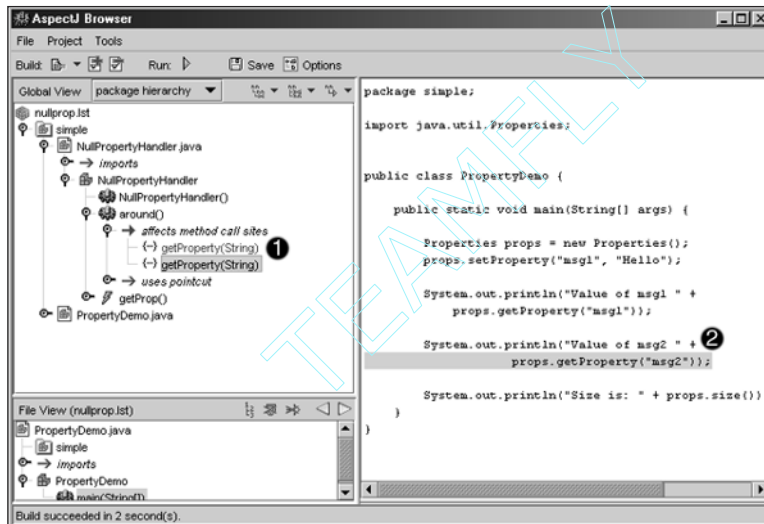 AspectJ Browser
File Project Tools
Build: Run: Save Options
Global View package hierarchy
nullprop.lst
simple
NullPropertyHandler.java
imports
NullPropertyHandler
NullPropertyHandler()
around()
affects method call sites
getProperty(String)
1
getProperty(String)
uses pointcut
getProp()
PropertyDemo.java
File View (nullprop.lst)
PropertyDemo.java
simple
imports
PropertyDemo
main(String[])
package simple;
import java.util.Properties;
public class PropertyDemo {
public static void main(String[] args) {
Properties props = new Properties();
props.setProperty("msg1", "Hello");
System.out.println("Value of msg1 " +
props.getProperty("msg1"));
System.out.println("Value of msg2 " +
2
props.getProperty("msg2"));
System.out.println("Size is: " + props.size())
}
}
TEAMFLY
Build succeeded in 2 second(s).